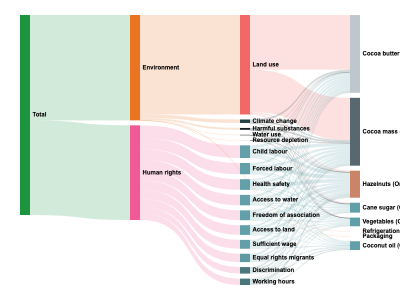 Total
Environment
Human rights
Land use
Climate change
Harmful substances
Water use
Resource depletion
Child labour
Forced labour
Health safety
Access to water
Freedom of association
Access to land
Sufficient wage
Equal rights migrants
Discrimination
Working hours
Cocoa butter
Cocoa mass
Hazelnuts (O
Cane sugar (
Vegetables (
Refrigeration
Packaging
Coconut oil (